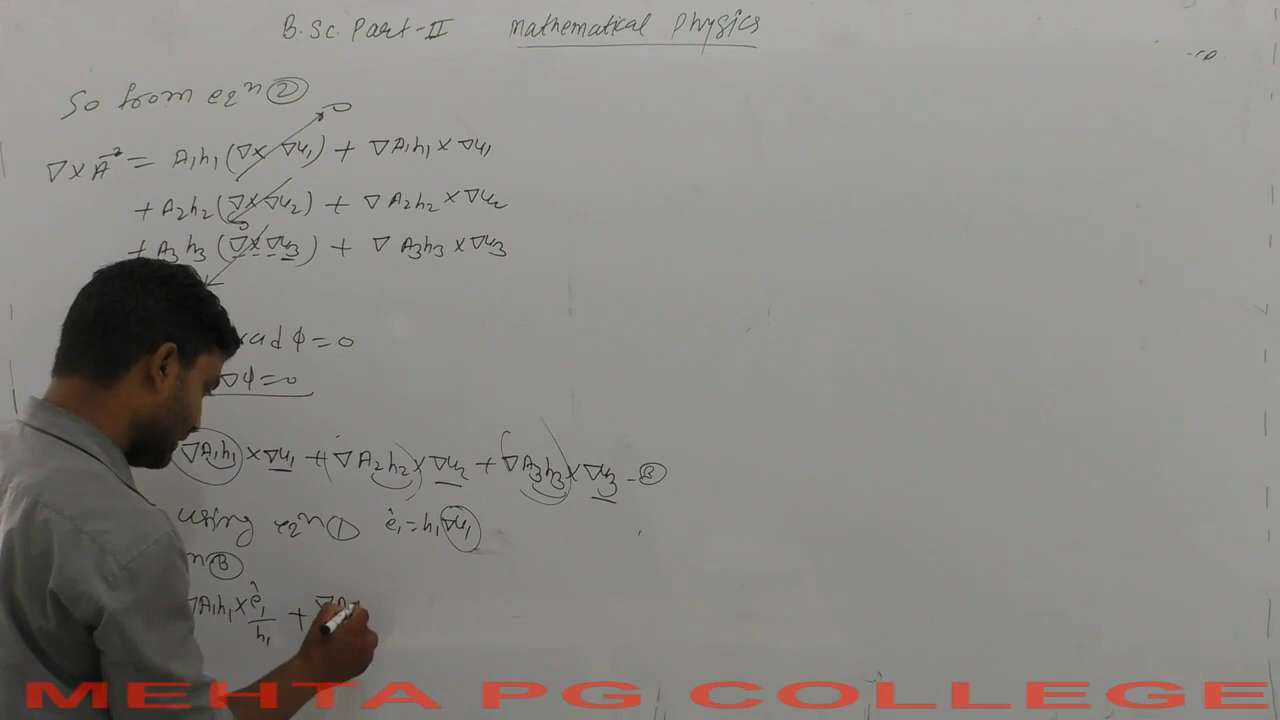 B.Sc. Part-II Mathematical Physics
So from eqn ②
∇×A⃗ = A₁h₁(∇×∇u₁) + ∇A₁h₁×∇u₁
0
+ A₂h₂(∇×∇u₂) + ∇A₂h₂×∇u₂
0
+ A₃h₃(∇×∇u₃) + ∇A₃h₃×∇u₃
rad ϕ=0
∇ϕ=0
∇A₁h₁×∇u₁ + (∇A₂h₂)×∇u₂ + (∇A₃h₃)×∇u₃ -③
using eqn ① ê₁=h₁∇u₁
n ③
∇A₁h₁×ê₁/h₁ + ∇A
MEHTA PG COLLEGE